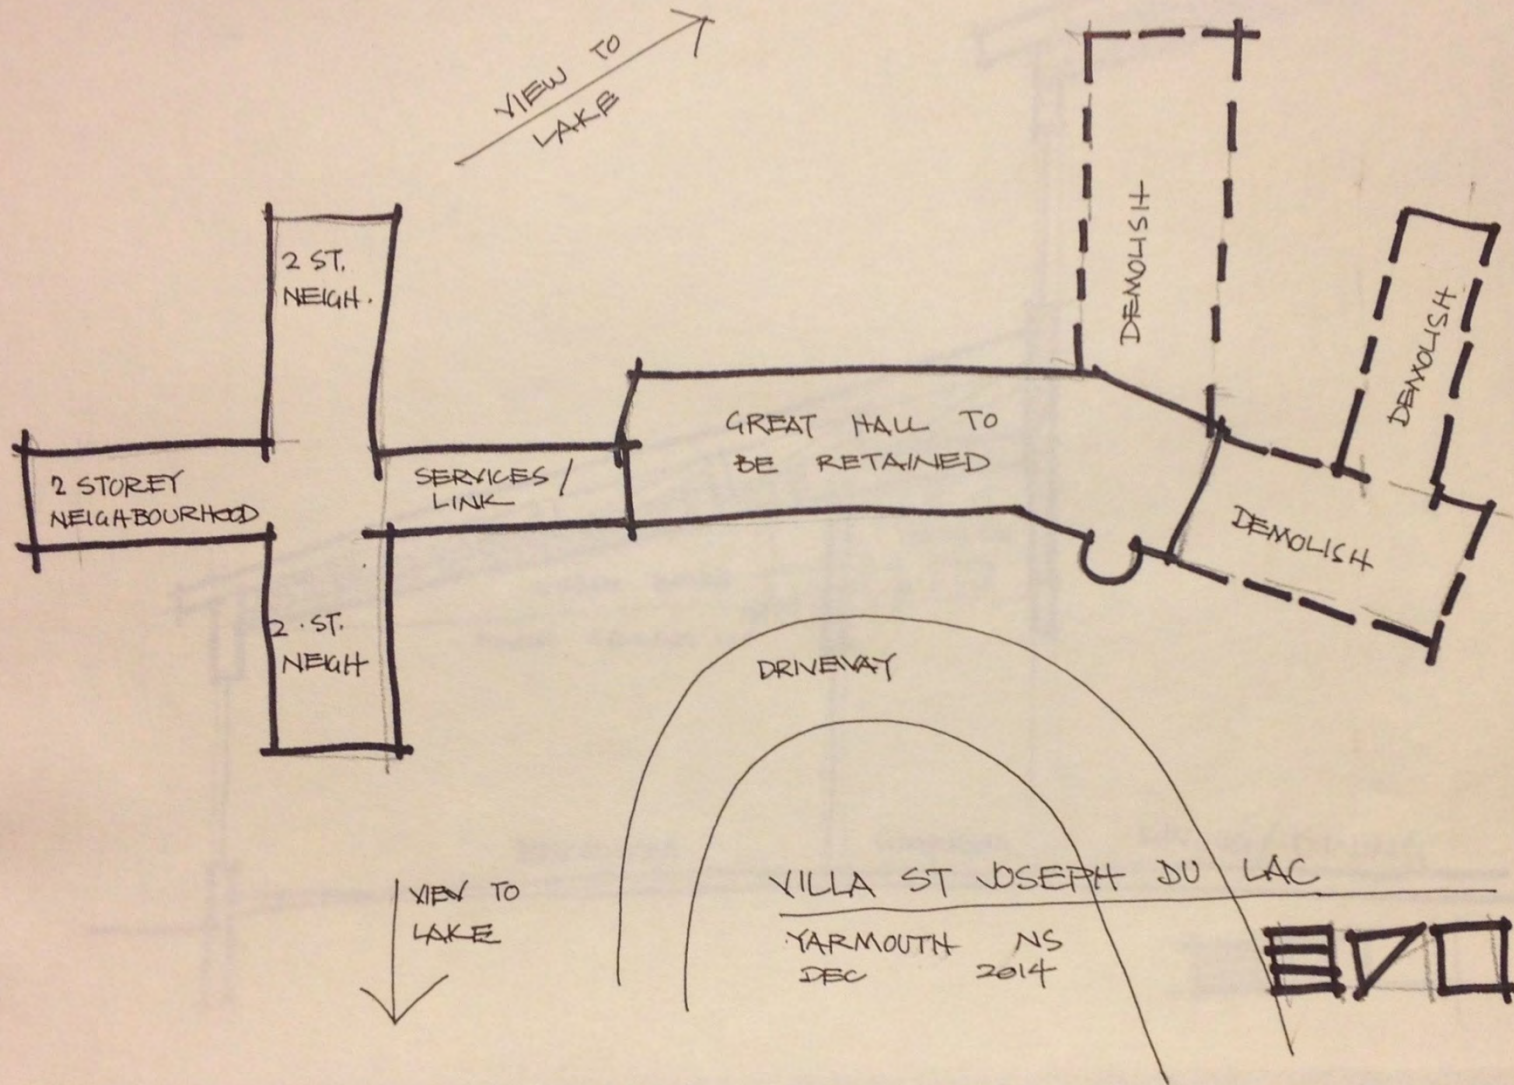 VIEW TO
LAKE
DEMOLISH
DEMOLISH
2 ST.
NEIGH.
GREAT HALL TO
BE RETAINED
2 STOREY
NEIGHBOURHOOD
SERVICES/
LINK
DEMOLISH
2. ST.
NEIGH
DRIVEWAY
VIEW TO
LAKE
VILLA ST JOSEPH DU LAC
YARMOUTH NS
DEC 2014